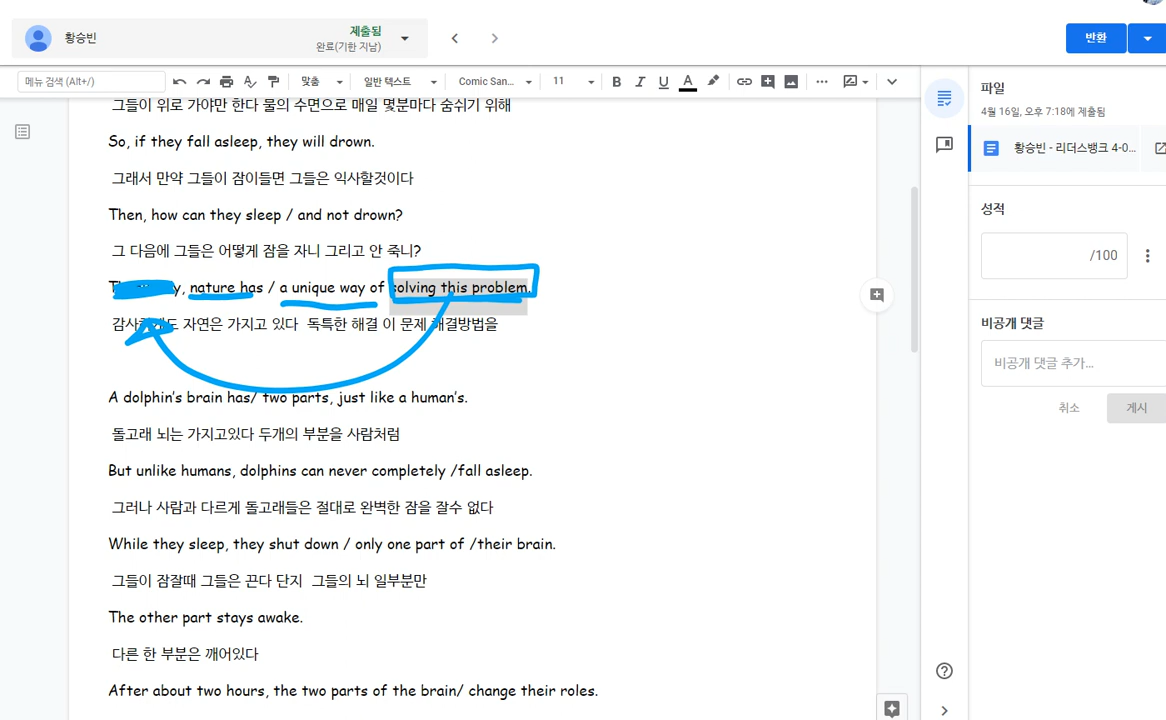 황승빈
제출됨
완료(기한 지남)
반환
메뉴 검색 (Alt+/)
맞춤
일반 텍스트
Comic San...
11
B I U A
그들이 위로 가야만 한다 물의 수면으로 매일 몇분마다 숨쉬기 위해
So, if they fall asleep, they will drown.
그래서 만약 그들이 잠이들면 그들은 익사할것이다
Then, how can they sleep / and not drown?
그 다음에 그들은 어떻게 잠을 자니 그리고 안 죽니?
nature has / a unique way of solving this problem.
자연은 가지고 있다 독특한 해결 이 문제 해결방법을
A dolphin's brain has/ two parts, just like a human's.
돌고래 뇌는 가지고있다 두개의 부분을 사람처럼
But unlike humans, dolphins can never completely /fall asleep.
그러나 사람과 다르게 돌고래들은 절대로 완벽한 잠을 잘수 없다
While they sleep, they shut down / only one part of /their brain.
그들이 잠잘때 그들은 끈다 단지 그들의 뇌 일부분만
The other part stays awake.
다른 한 부분은 깨어있다
After about two hours, the two parts of the brain/ change their roles.
파일
4월 16일, 오후 7:18에 제출됨
황승빈 - 리더스뱅크 4-0...
성적
/100
비공개 댓글
비공개 댓글 추가...
취소
게시